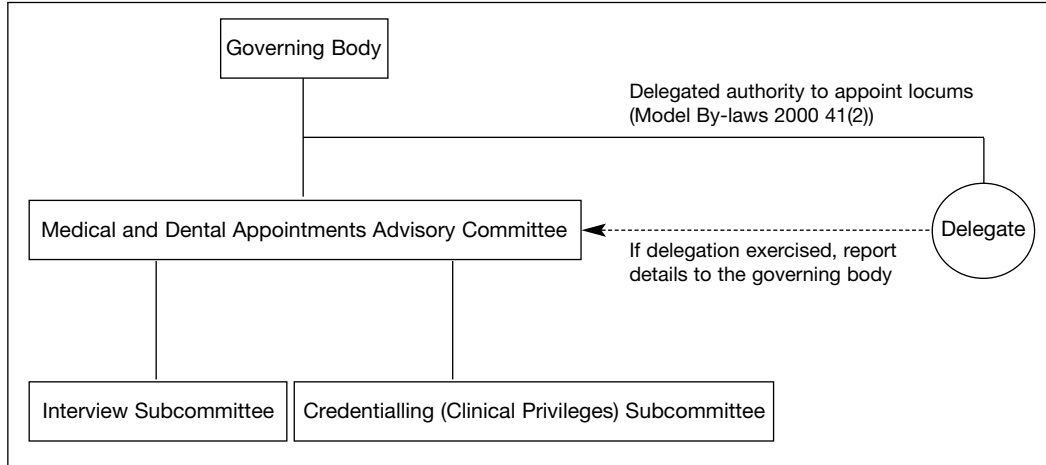 Governing Body
Delegated authority to appoint locums
(Model By-laws 2000 41(2))
Medical and Dental Appointments Advisory Committee
Delegate
If delegation exercised, report
details to the governing body
Interview Subcommittee
Credentialling (Clinical Privileges) Subcommittee